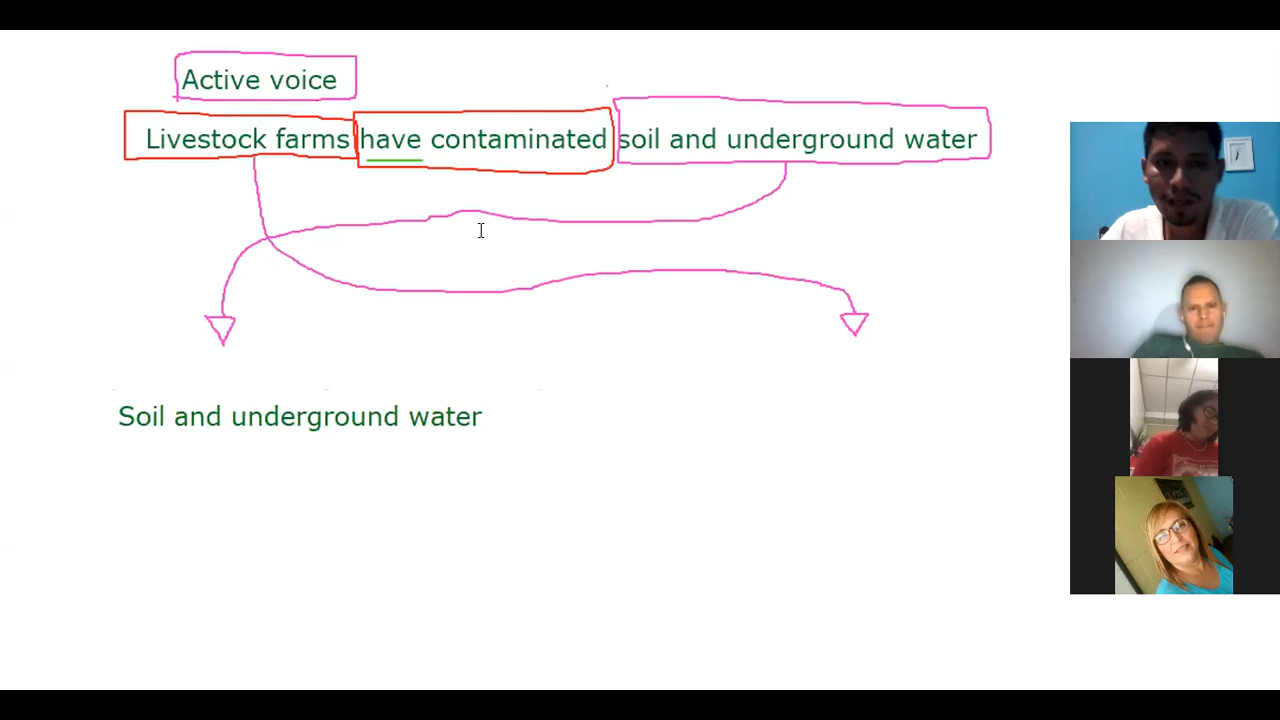 Active voice
Livestock farms have contaminated soil and underground water
Soil and underground water